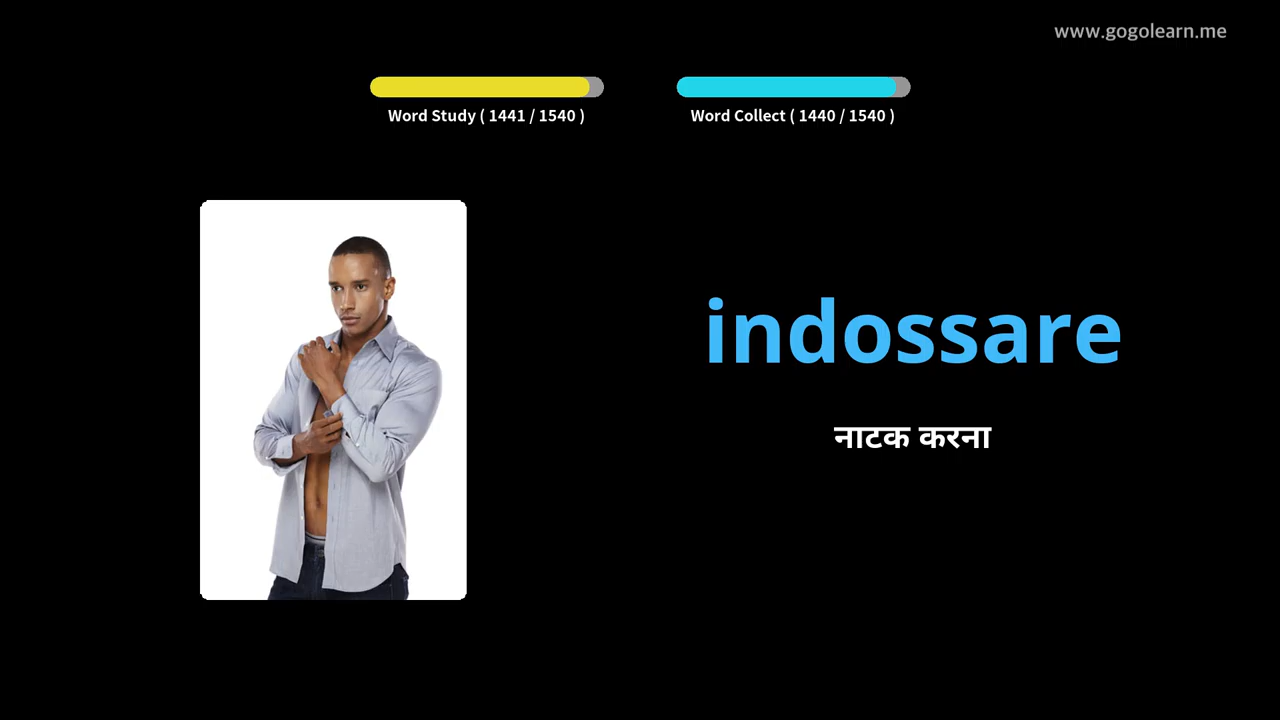 www.gogolearn.me
Word Study ( 1441 / 1540 )
Word Collect ( 1440 / 1540 )
indossare
नाटक करना